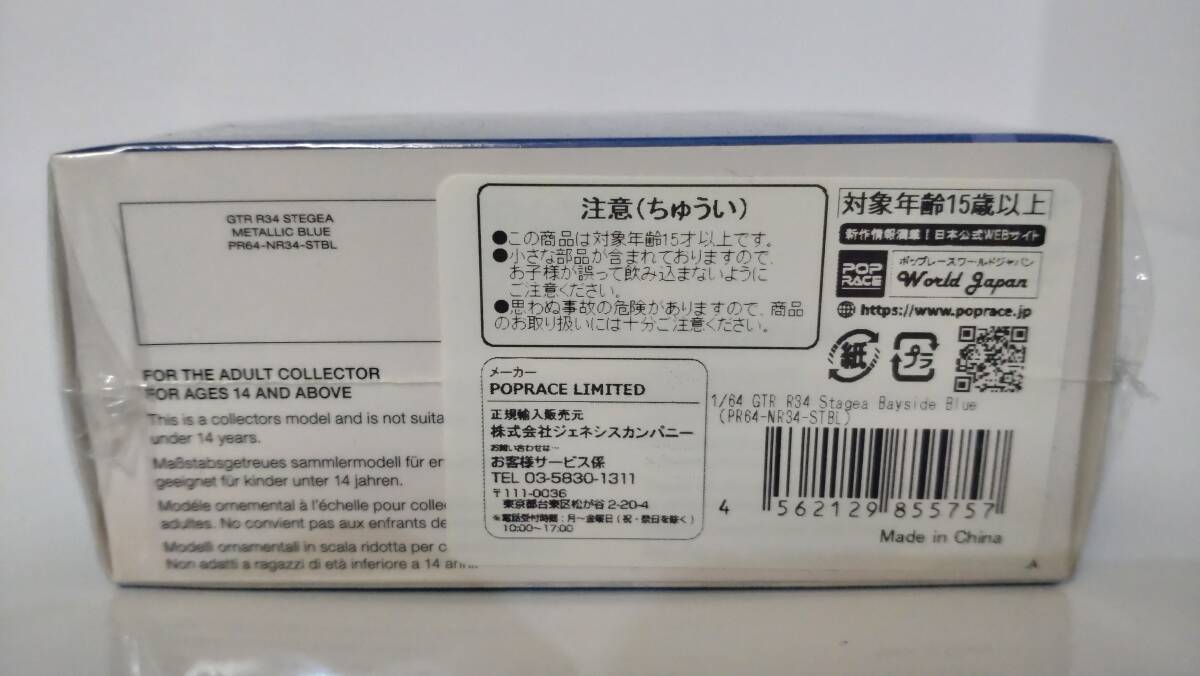 GTR R34 STEGEA
METALLIC BLUE
PR64-NR34-STBL
FOR THE ADULT COLLECTOR
FOR AGES 14 AND ABOVE
This is a collectors model and is not suita
under 14 years.
Maßstabsgetreues sammlermodell für er
geeignet für kinder unter 14 jahren.
Modéle ornemental à l'échelle pour colle
adultes. No convient pas aux enfrants de
Modelli ornamentali in scala ridotta per c
Non adatti a ragazzi di età inferiore a 14 anni.
注意(ちゅうい)
●この商品は対象年齢15才以上です。
●小さな部品が含まれておりますので、
お子様が誤って飲み込まないように
ご注意ください。
●思わぬ事故の危険がありますので、商品
のお取り扱いには十分ご注意ください。
メーカー
POPRACE LIMITED
正規輸入販売元
株式会社ジェネシスカンパニー
お問い合わせは…
お客様サービス係
TEL 03-5830-1311
〒111-0036
東京都台東区松が谷2-20-4
※電話受付時間:月～金曜日(祝・祭日を除く)
10:00～17:00
対象年齢15歳以上
新作情報満載!日本公式WEBサイト
POP
RACE
ポップレースワールドジャパン
World Japan
https://www.poprace.jp
紙
プラ
1/64 GTR R34 Stagea Bayside Blue
(PR64-NR34-STBL)
4 562129 855757
Made in China
A